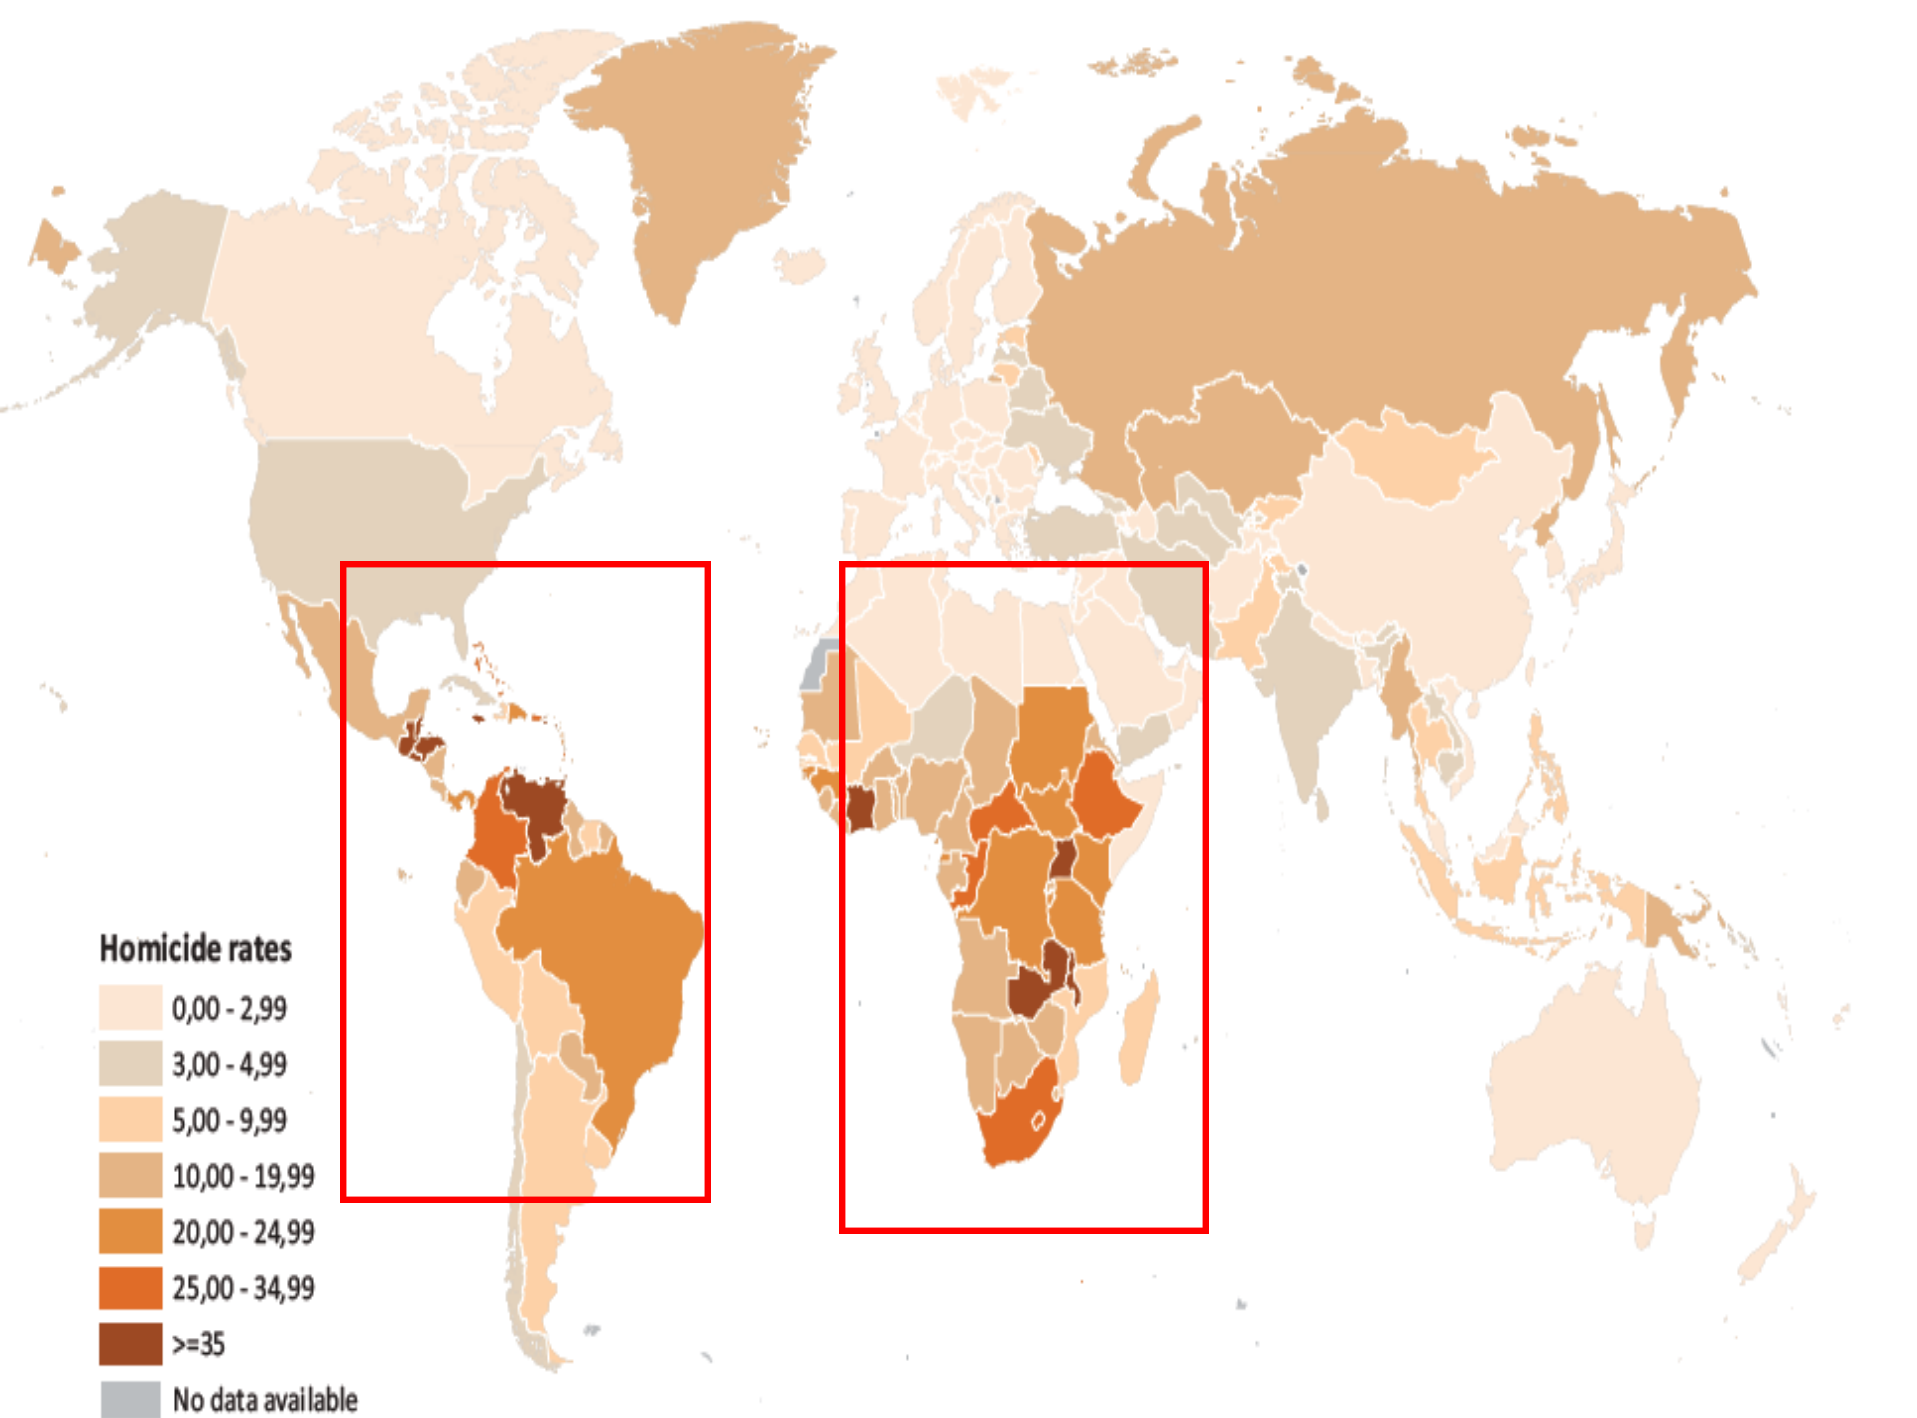 Homicide rates
0,00 - 2,99
3,00 - 4,99
5,00 - 9,99
10,00 - 19,99
20,00 - 24,99
25,00 - 34,99
>=35
No data available